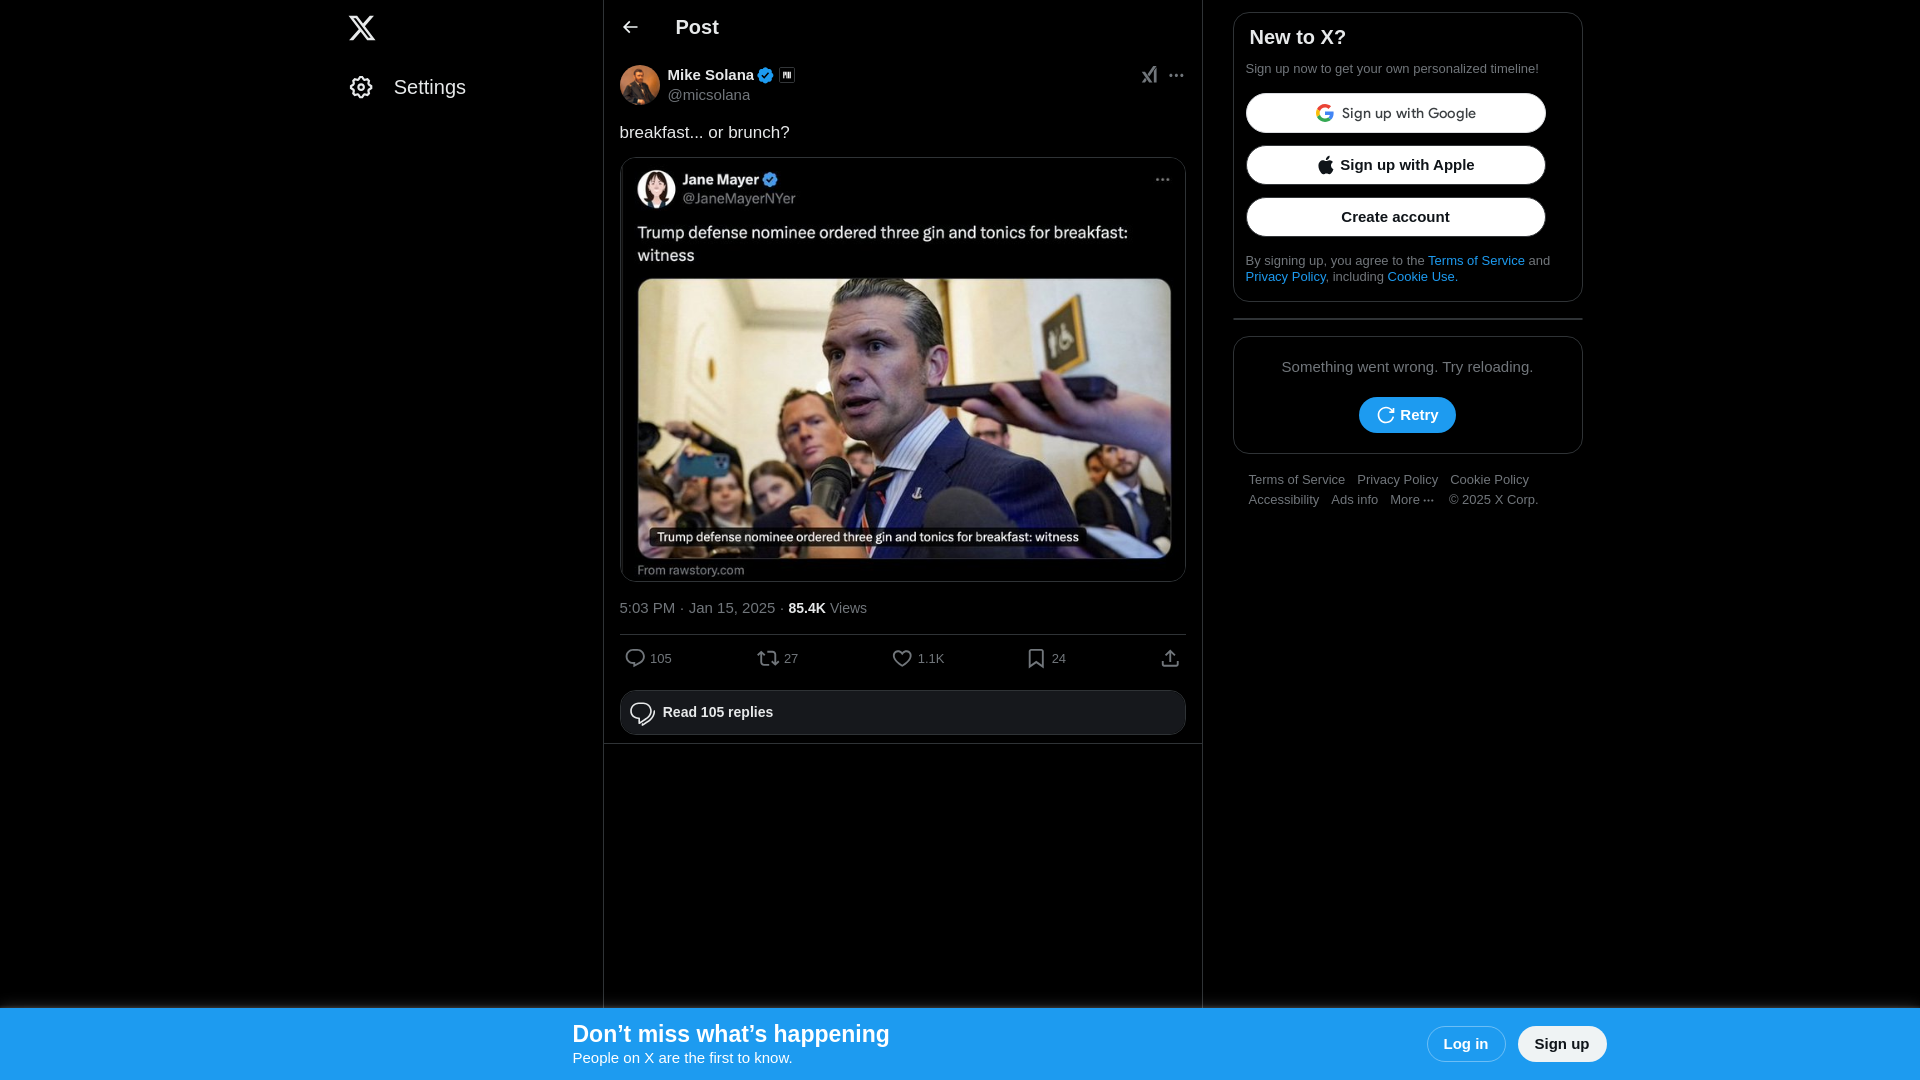 Settings
Post
Mike Solana
@micsolana
breakfast... or brunch?
Jane Mayer
@JaneMayerNYer
Trump defense nominee ordered three gin and tonics for breakfast:
witness
Trump defense nominee ordered three gin and tonics for breakfast: witness
From rawstory.com
5:03 PM · Jan 15, 2025 · 85.4K Views
105 27 1.1K 24
Read 105 replies
New to X?
Sign up now to get your own personalized timeline!
Sign up with Google
Sign up with Apple
Create account
By signing up, you agree to the Terms of Service and
Privacy Policy, including Cookie Use.
Something went wrong. Try reloading.
Retry
Terms of Service Privacy Policy Cookie Policy
Accessibility Ads info More ··· © 2025 X Corp.
Don’t miss what’s happening
People on X are the first to know.
Log in
Sign up